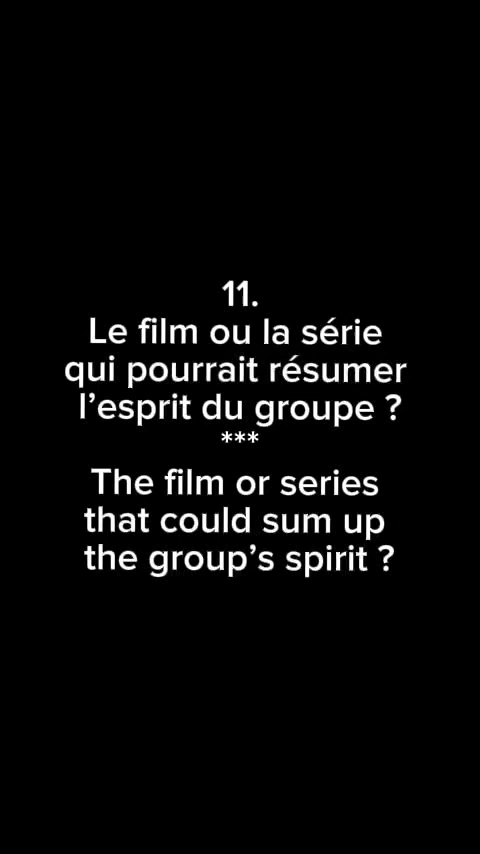 11.
Le film ou la série
qui pourrait résumer
l’esprit du groupe ?
***
The film or series
that could sum up
the group’s spirit ?